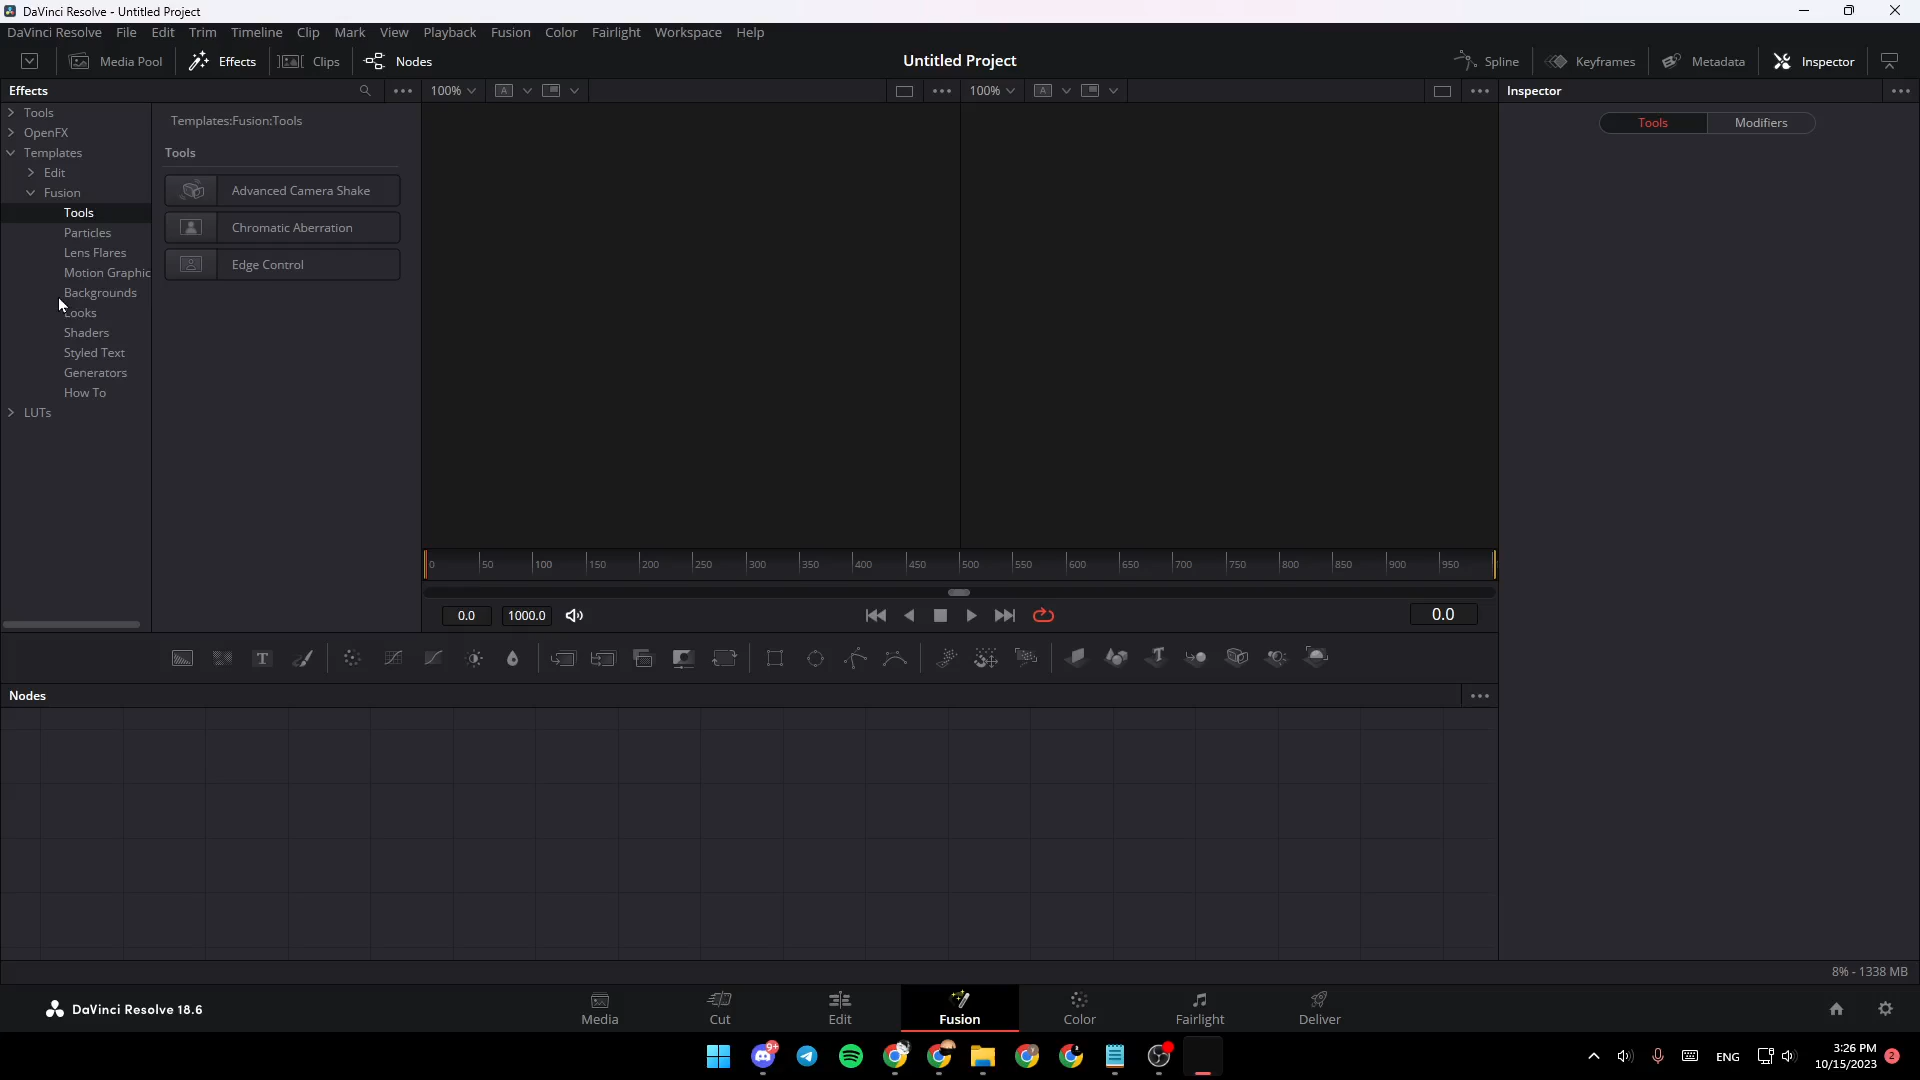 DaVinci Resolve - Untitled Project
DaVinci Resolve File Edit Trim Timeline Clip Mark View Playback Fusion Color Fairlight Workspace Help
Media Pool Effects Clips Nodes Untitled Project Spline Keyframes Metadata Inspector
Effects 100% A 100% A Inspector
Tools
OpenFX
Templates
Edit
Fusion
Tools
Particles
Lens Flares
Motion Graphic
Backgrounds
Looks
Shaders
Styled Text
Generators
How To
LUTs
Templates:Fusion:Tools
Tools
Advanced Camera Shake
Chromatic Aberration
Edge Control
Tools Modifiers
0 50 100 150 200 250 300 350 400 450 500 550 600 650 700 750 800 850 900 950
0.0 1000.0 0.0
T T
Nodes
8% - 1338 MB
DaVinci Resolve 18.6
Media Cut Edit Fusion Color Fairlight Deliver
9+
ENG
3:26 PM
10/15/2023
2